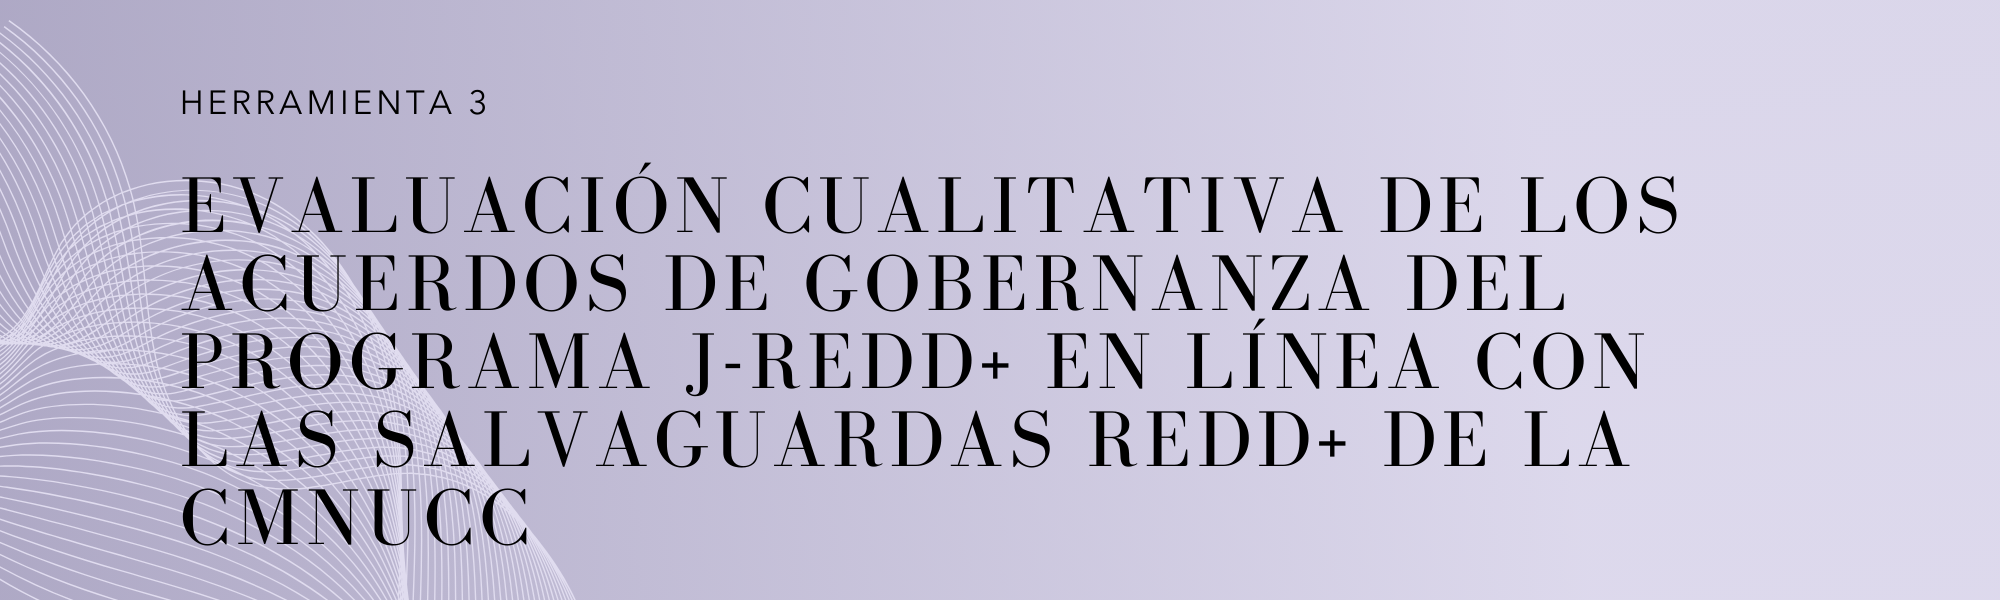 HERRAMIENTA 3
EVALUACIÓN CUALITATIVA DE LOS
ACUERDOS DE GOBERNANZA DEL
PROGRAMA J-REDD+ EN LÍNEA CON
LAS SALVAGUARDAS REDD+ DE LA
CMNUCC